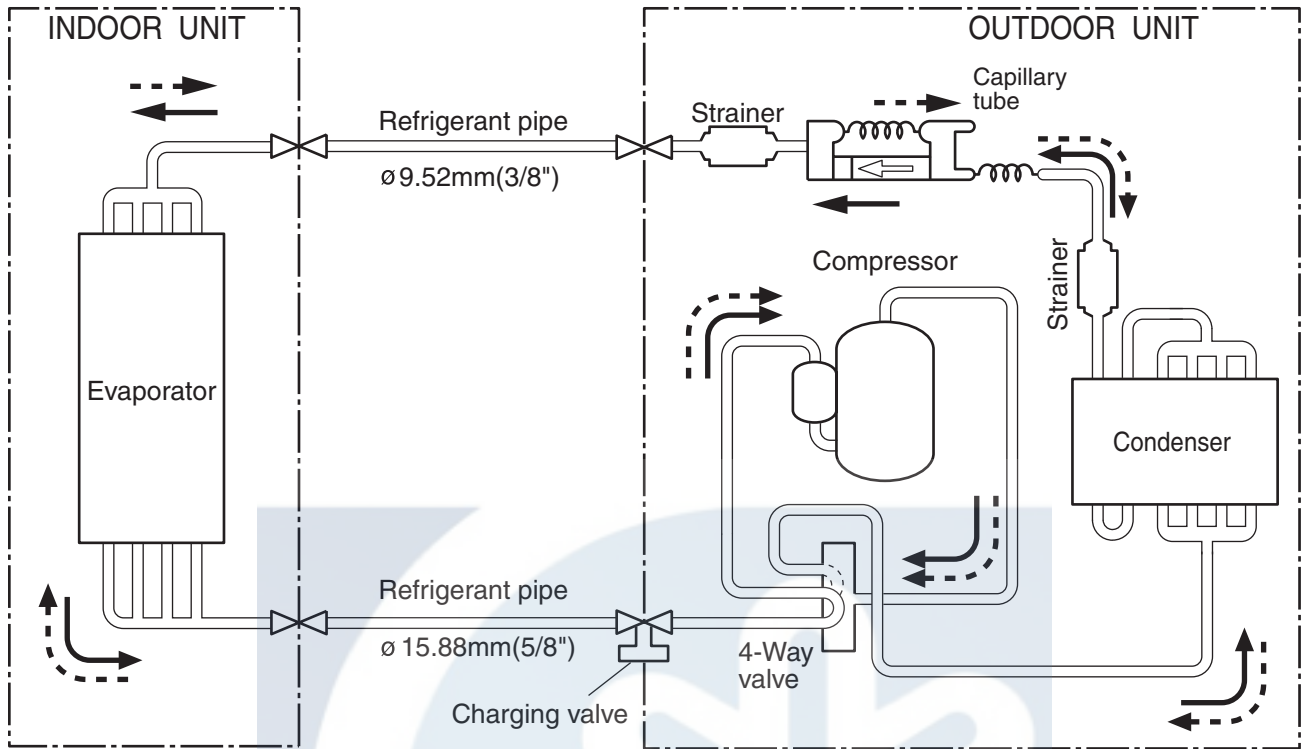 INDOOR UNIT
OUTDOOR UNIT
Capillary
tube
Strainer
Refrigerant pipe
ø 9.52mm(3/8")
Compressor
Strainer
Evaporator
Condenser
Refrigerant pipe
ø 15.88mm(5/8")
4-Way
valve
Charging valve